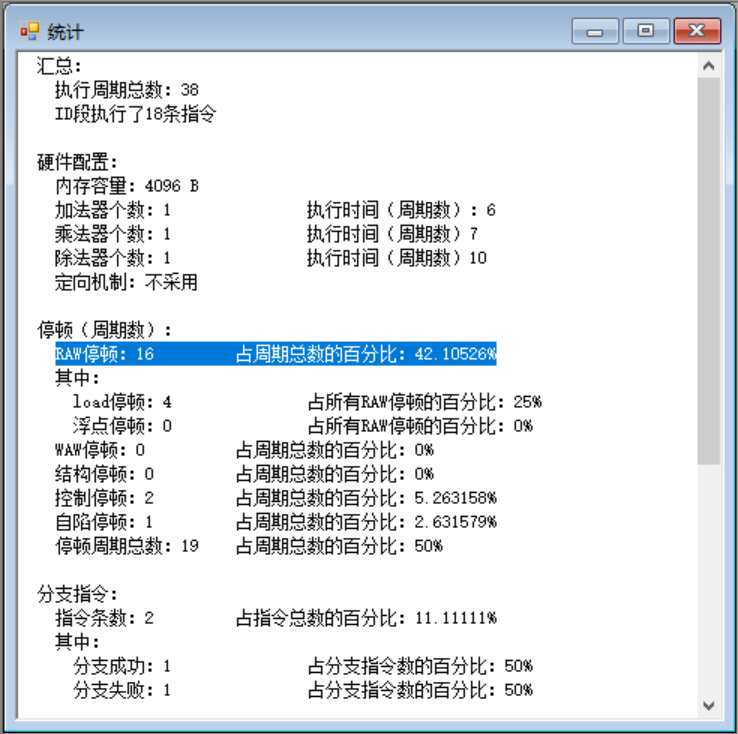 统计
汇总：
执行周期总数：38
ID段执行了18条指令
硬件配置：
内存容量：4096 B
加法器个数：1 执行时间（周期数）：6
乘法器个数：1 执行时间（周期数）7
除法器个数：1 执行时间（周期数）10
定向机制：不采用
停顿（周期数）：
RAW停顿：16 占周期总数的百分比：42.10526%
其中：
load停顿：4 占所有RAW停顿的百分比：25%
浮点停顿：0 占所有RAW停顿的百分比：0%
WAW停顿：0 占周期总数的百分比：0%
结构停顿：0 占周期总数的百分比：0%
控制停顿：2 占周期总数的百分比：5.263158%
自陷停顿：1 占周期总数的百分比：2.631579%
停顿周期总数：19 占周期总数的百分比：50%
分支指令：
指令条数：2 占指令总数的百分比：11.11111%
其中：
分支成功：1 占分支指令数的百分比：50%
分支失败：1 占分支指令数的百分比：50%